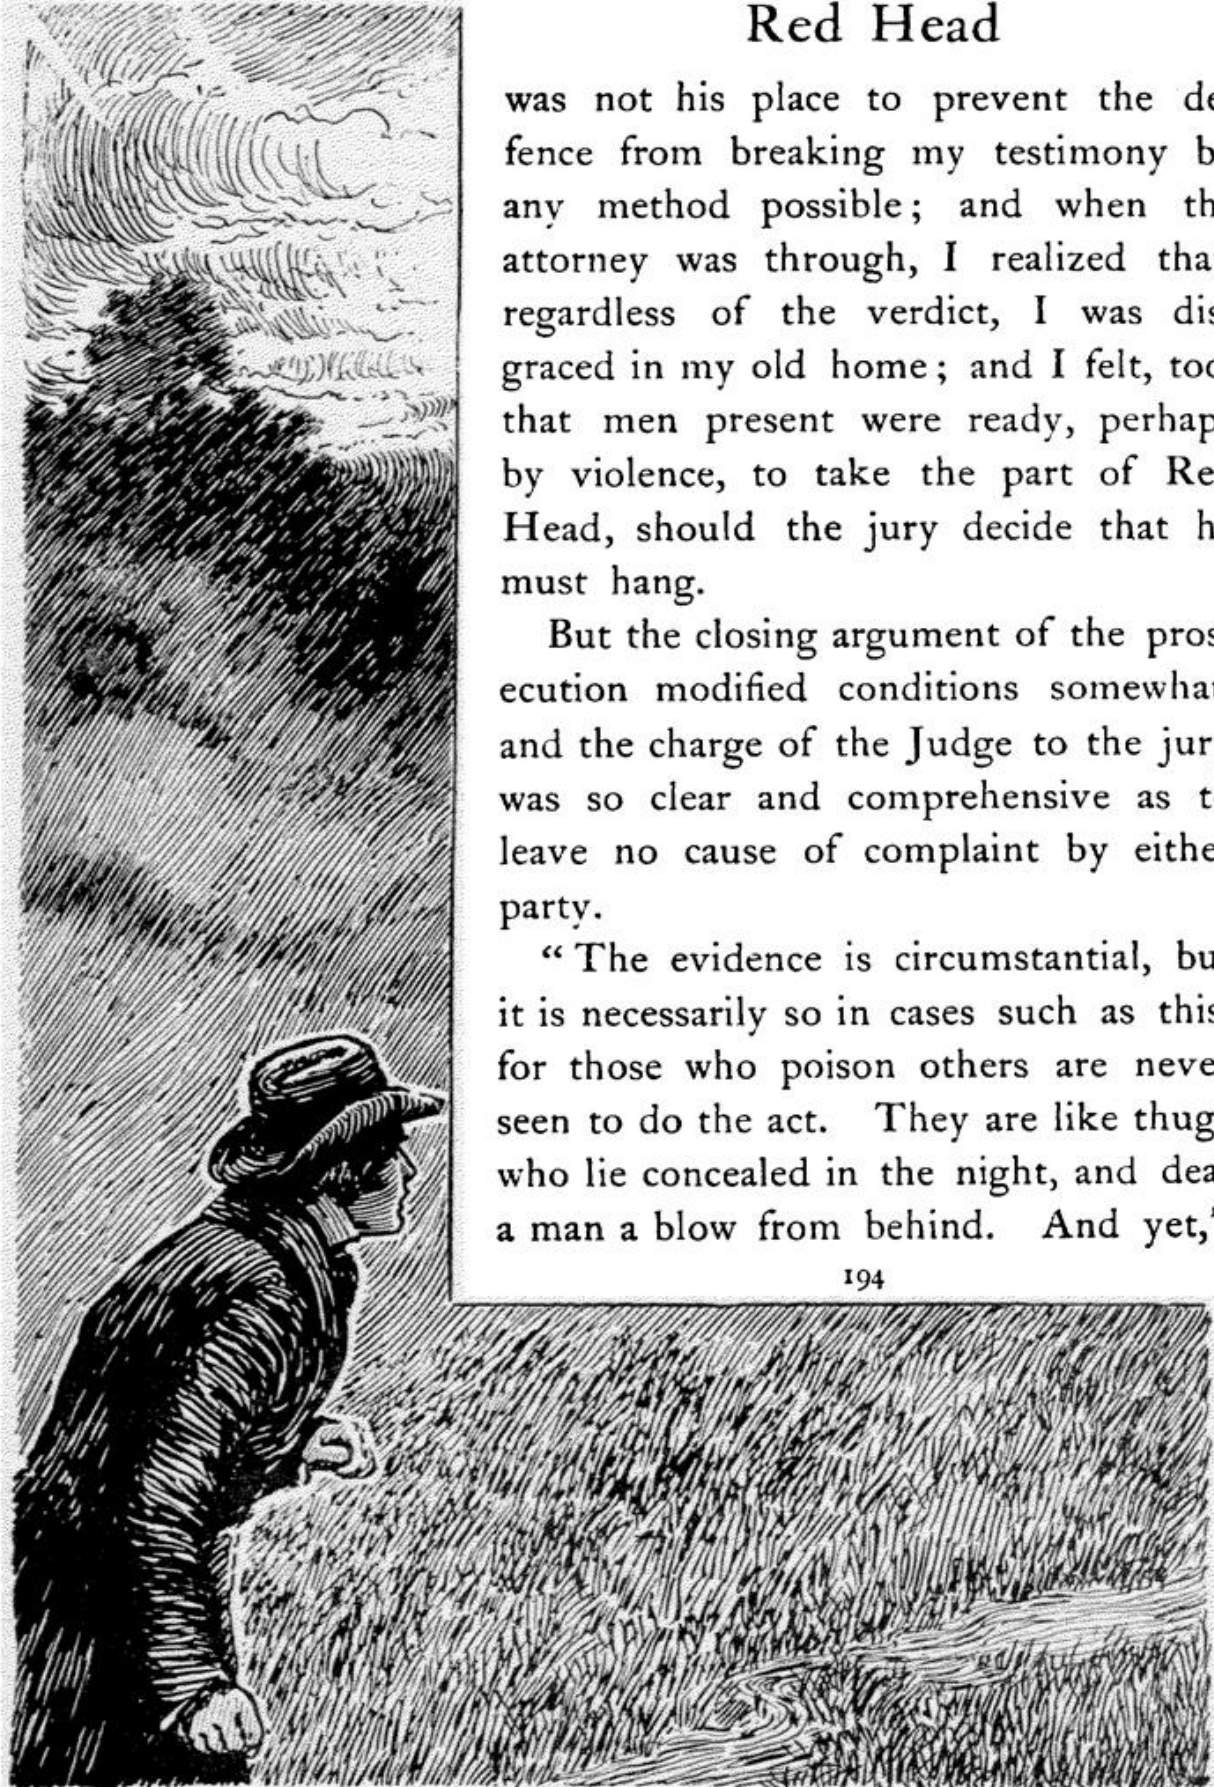 Red Head
was not his place to prevent the de
fence from breaking my testimony b
any method possible; and when th
attorney was through, I realized tha
regardless of the verdict, I was dis
graced in my old home; and I felt, too
that men present were ready, perhap
by violence, to take the part of Re
Head, should the jury decide that h
must hang.
But the closing argument of the pros
ecution modified conditions somewhat
and the charge of the Judge to the jur
was so clear and comprehensive as t
leave no cause of complaint by eithe
party.
“The evidence is circumstantial, bu
it is necessarily so in cases such as this
for those who poison others are neve
seen to do the act. They are like thug
who lie concealed in the night, and dea
a man a blow from behind. And yet,”
194